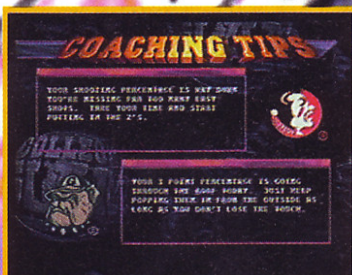 COACHING TIPS
YOUR SHOOTING PERCENTAGE IS WAY DOWN
YOU'RE MISSING FAR TOO MANY EASY
SHOTS. TAKE YOUR TIME AND START
PUTTING IN THE 2'S.
YOUR 3 POINT PERCENTAGE IS GOING
THROUGH THE ROOF TODAY. JUST KEEP
POPPING THEM IN FROM THE OUTSIDE AS
LONG AS YOU DON'T LOSE THE TOUCH.